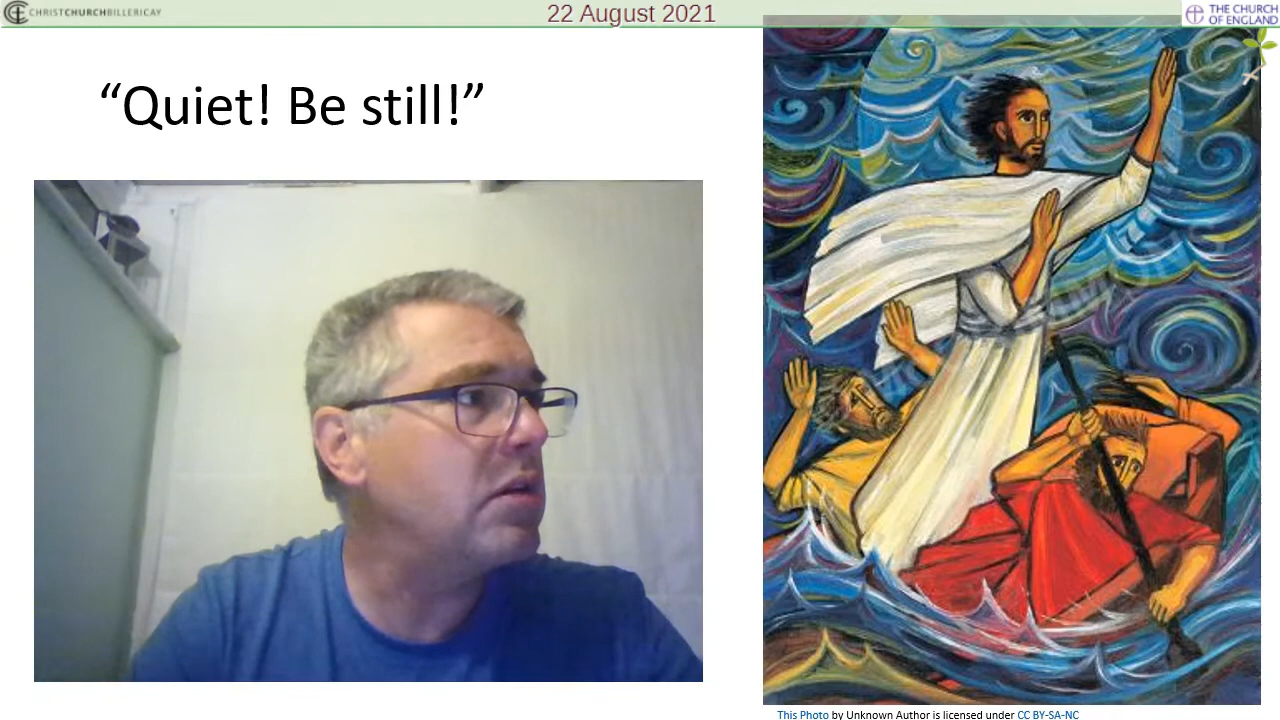 CHRISTCHURCHBILLERICAY
22 August 2021
THE CHURCH
OF ENGLAND
“Quiet! Be still!”
This Photo by Unknown Author is licensed under CC BY-SA-NC